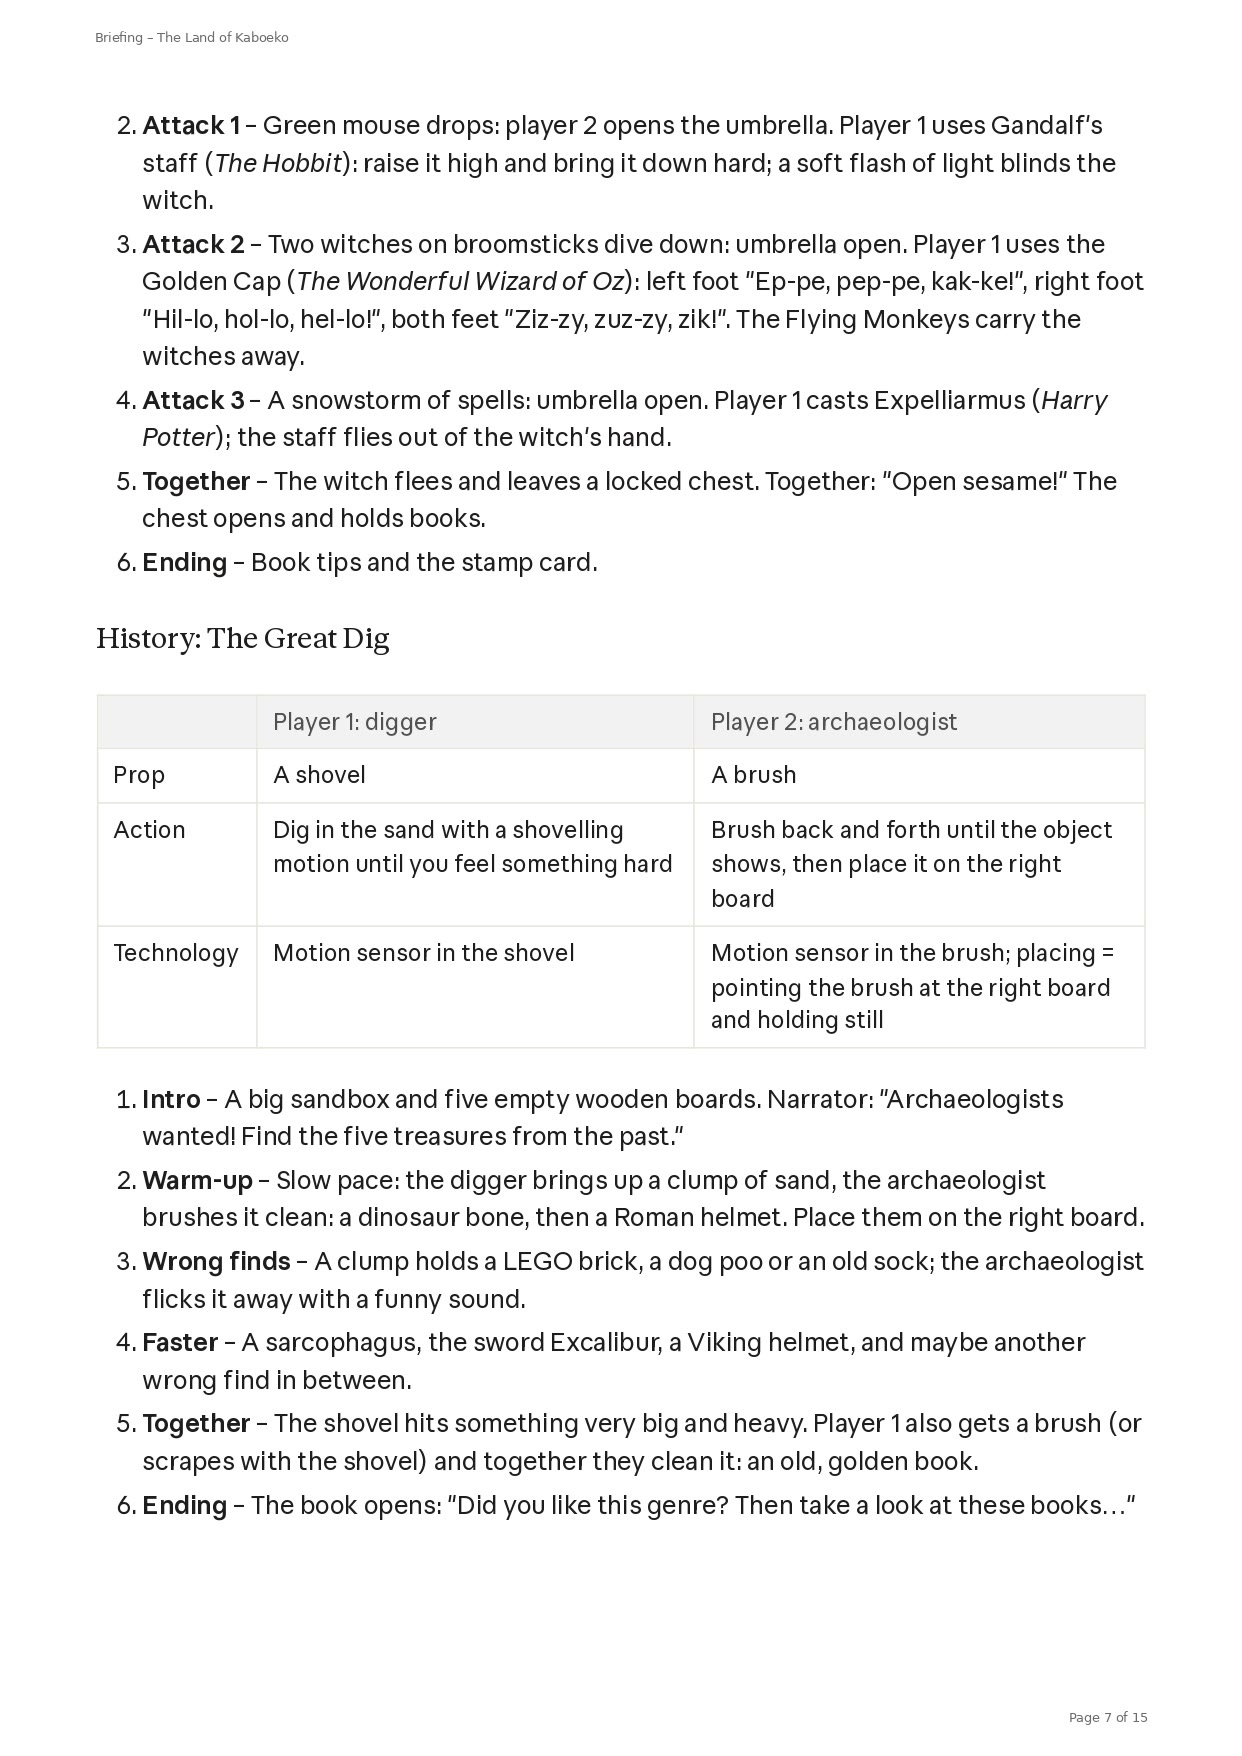 Briefing – The Land of Kaboeko
2. Attack 1 – Green mouse drops: player 2 opens the umbrella. Player 1 uses Gandalf's
staff (The Hobbit): raise it high and bring it down hard; a soft flash of light blinds the
witch.
3. Attack 2 – Two witches on broomsticks dive down: umbrella open. Player 1 uses the
Golden Cap (The Wonderful Wizard of Oz): left foot "Ep-pe, pep-pe, kak-ke!", right foot
"Hil-lo, hol-lo, hel-lo!", both feet "Ziz-zy, zuz-zy, zik!". The Flying Monkeys carry the
witches away.
4. Attack 3 – A snowstorm of spells: umbrella open. Player 1 casts Expelliarmus (Harry
Potter); the staff flies out of the witch's hand.
5. Together – The witch flees and leaves a locked chest. Together: "Open sesame!" The
chest opens and holds books.
6. Ending – Book tips and the stamp card.
History: The Great Dig
Player 1: digger Player 2: archaeologist
Prop A shovel A brush
Action Dig in the sand with a shovelling Brush back and forth until the object
motion until you feel something hard shows, then place it on the right
board
Technology Motion sensor in the shovel Motion sensor in the brush; placing =
pointing the brush at the right board
and holding still
1. Intro – A big sandbox and five empty wooden boards. Narrator: "Archaeologists
wanted! Find the five treasures from the past."
2. Warm-up – Slow pace: the digger brings up a clump of sand, the archaeologist
brushes it clean: a dinosaur bone, then a Roman helmet. Place them on the right board.
3. Wrong finds – A clump holds a LEGO brick, a dog poo or an old sock; the archaeologist
flicks it away with a funny sound.
4. Faster – A sarcophagus, the sword Excalibur, a Viking helmet, and maybe another
wrong find in between.
5. Together – The shovel hits something very big and heavy. Player 1 also gets a brush (or
scrapes with the shovel) and together they clean it: an old, golden book.
6. Ending – The book opens: "Did you like this genre? Then take a look at these books…"
Page 7 of 15